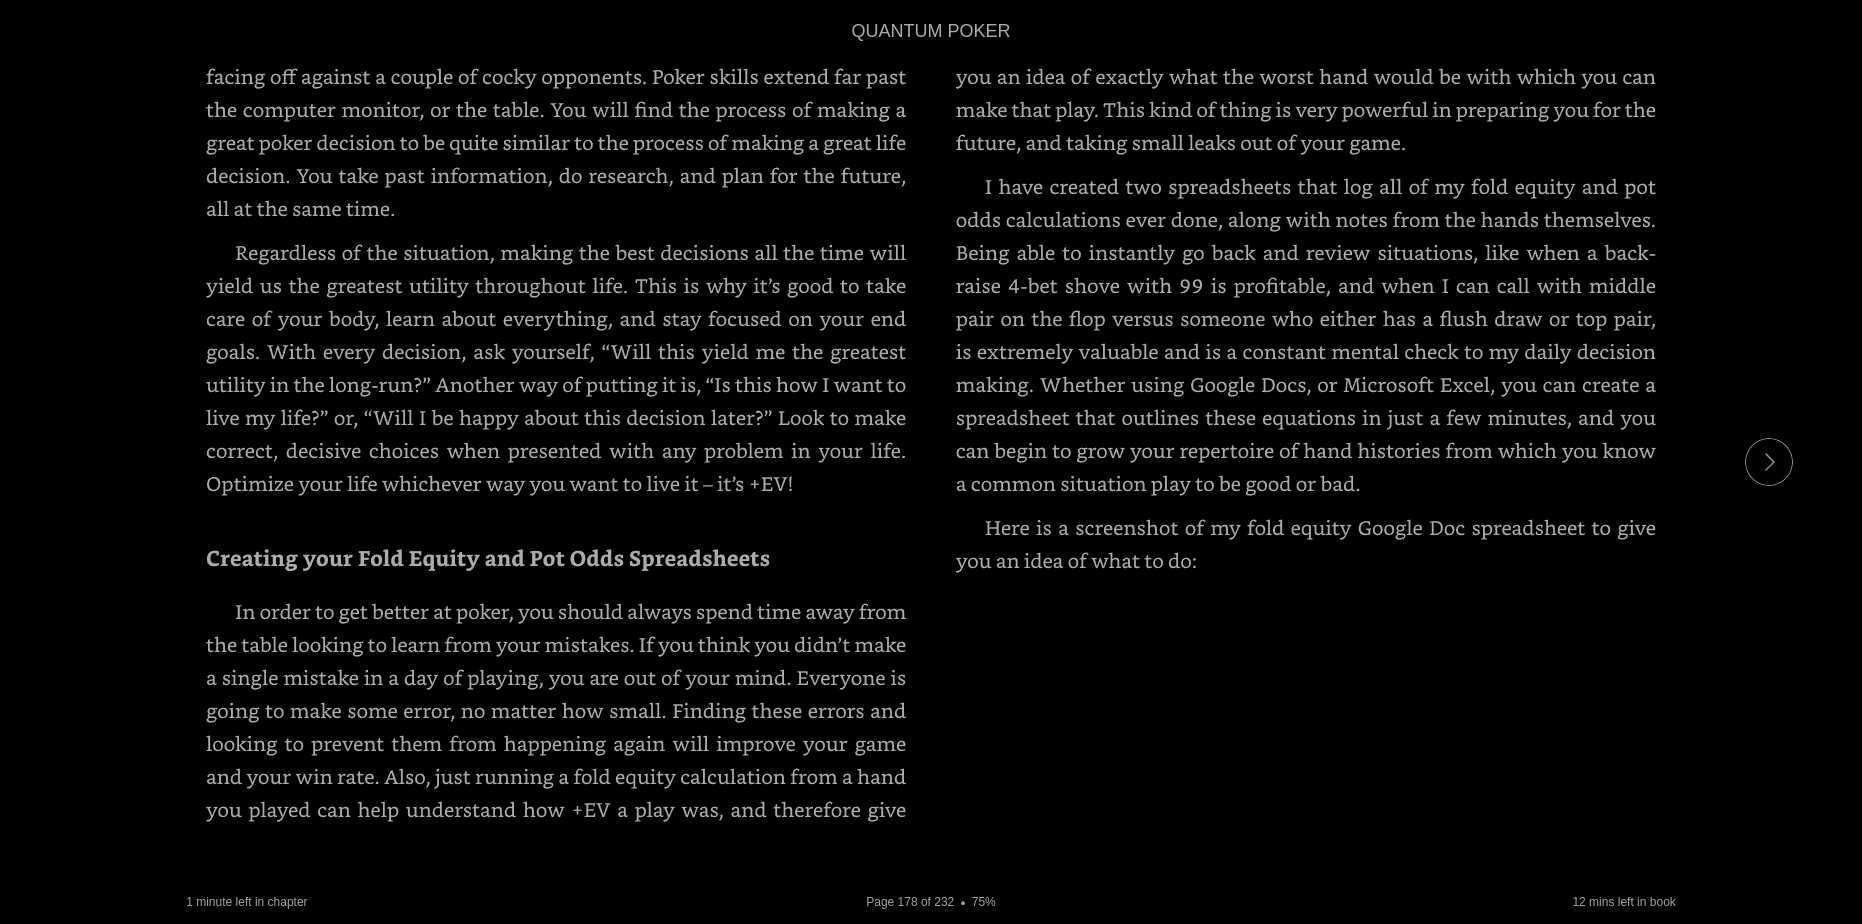 QUANTUM POKER
facing off against a couple of cocky opponents. Poker skills extend far past
the computer monitor, or the table. You will find the process of making a
great poker decision to be quite similar to the process of making a great life
decision. You take past information, do research, and plan for the future,
all at the same time.
Regardless of the situation, making the best decisions all the time will
yield us the greatest utility throughout life. This is why it’s good to take
care of your body, learn about everything, and stay focused on your end
goals. With every decision, ask yourself, “Will this yield me the greatest
utility in the long-run?” Another way of putting it is, “Is this how I want to
live my life?” or, “Will I be happy about this decision later?” Look to make
correct, decisive choices when presented with any problem in your life.
Optimize your life whichever way you want to live it – it’s +EV!
Creating your Fold Equity and Pot Odds Spreadsheets
In order to get better at poker, you should always spend time away from
the table looking to learn from your mistakes. If you think you didn’t make
a single mistake in a day of playing, you are out of your mind. Everyone is
going to make some error, no matter how small. Finding these errors and
looking to prevent them from happening again will improve your game
and your win rate. Also, just running a fold equity calculation from a hand
you played can help understand how +EV a play was, and therefore give
you an idea of exactly what the worst hand would be with which you can
make that play. This kind of thing is very powerful in preparing you for the
future, and taking small leaks out of your game.
I have created two spreadsheets that log all of my fold equity and pot
odds calculations ever done, along with notes from the hands themselves.
Being able to instantly go back and review situations, like when a back-
raise 4-bet shove with 99 is profitable, and when I can call with middle
pair on the flop versus someone who either has a flush draw or top pair,
is extremely valuable and is a constant mental check to my daily decision
making. Whether using Google Docs, or Microsoft Excel, you can create a
spreadsheet that outlines these equations in just a few minutes, and you
can begin to grow your repertoire of hand histories from which you know
a common situation play to be good or bad.
Here is a screenshot of my fold equity Google Doc spreadsheet to give
you an idea of what to do:
1 minute left in chapter
Page 178 of 232 • 75%
12 mins left in book